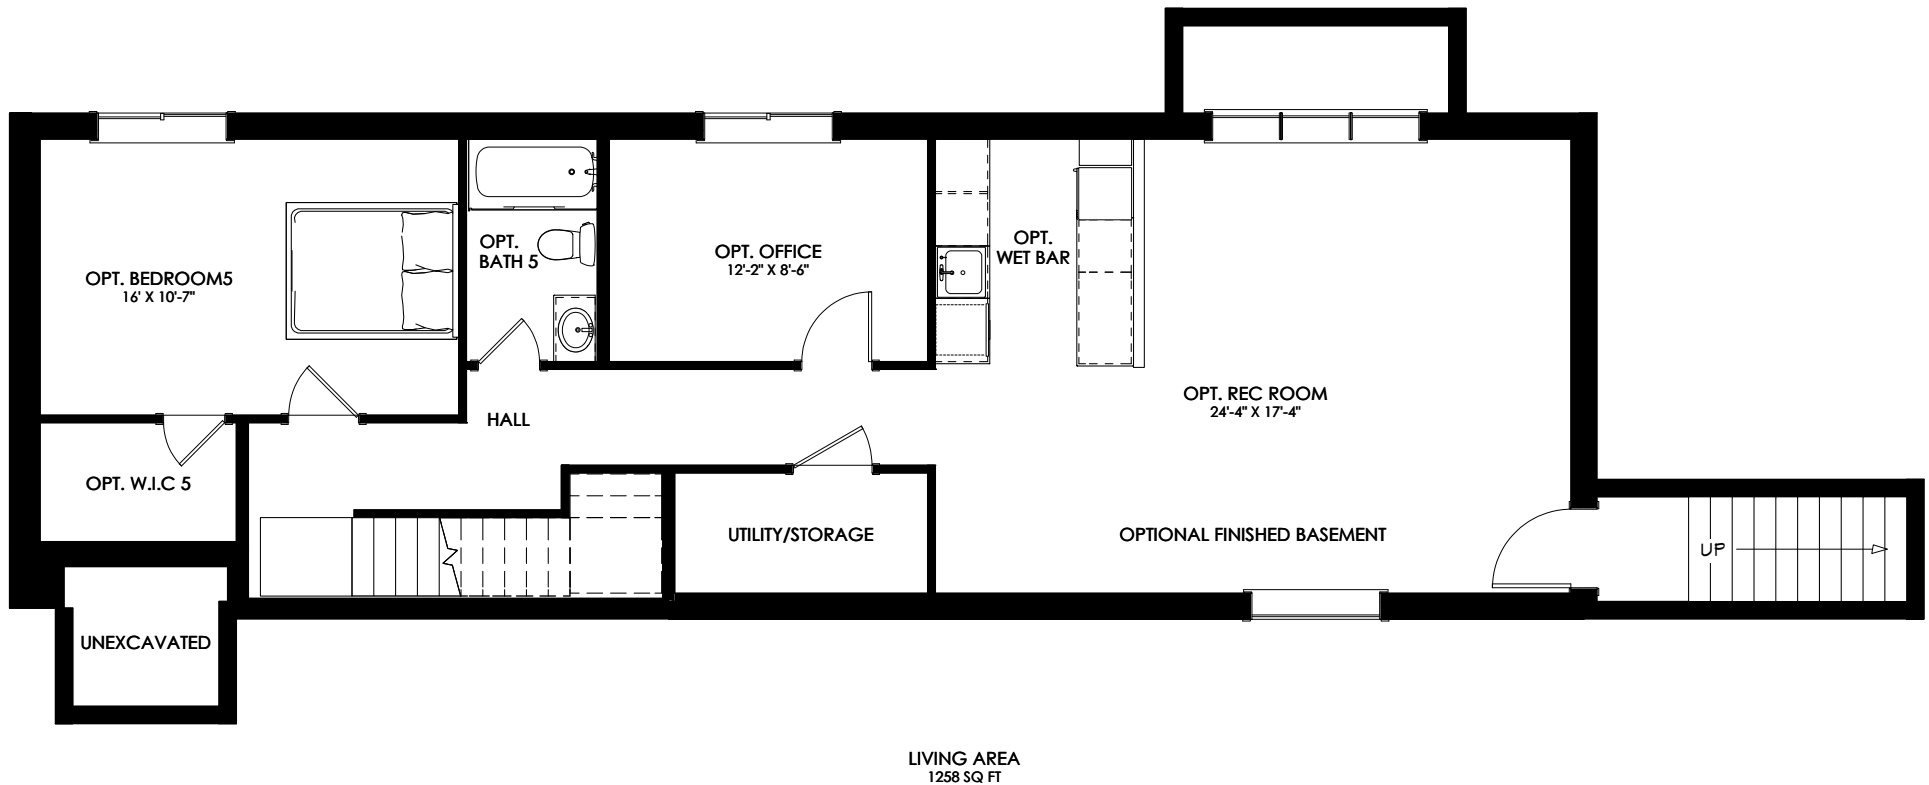 OPT. BEDROOM5
16' X 10'-7"
OPT.
BATH 5
OPT. OFFICE
12'-2" X 8'-6"
OPT.
WET BAR
OPT. REC ROOM
24'-4" X 17'-4"
HALL
OPT. W.I.C 5
UTILITY/STORAGE
OPTIONAL FINISHED BASEMENT
UP
UNEXCAVATED
LIVING AREA
1258 SQ FT